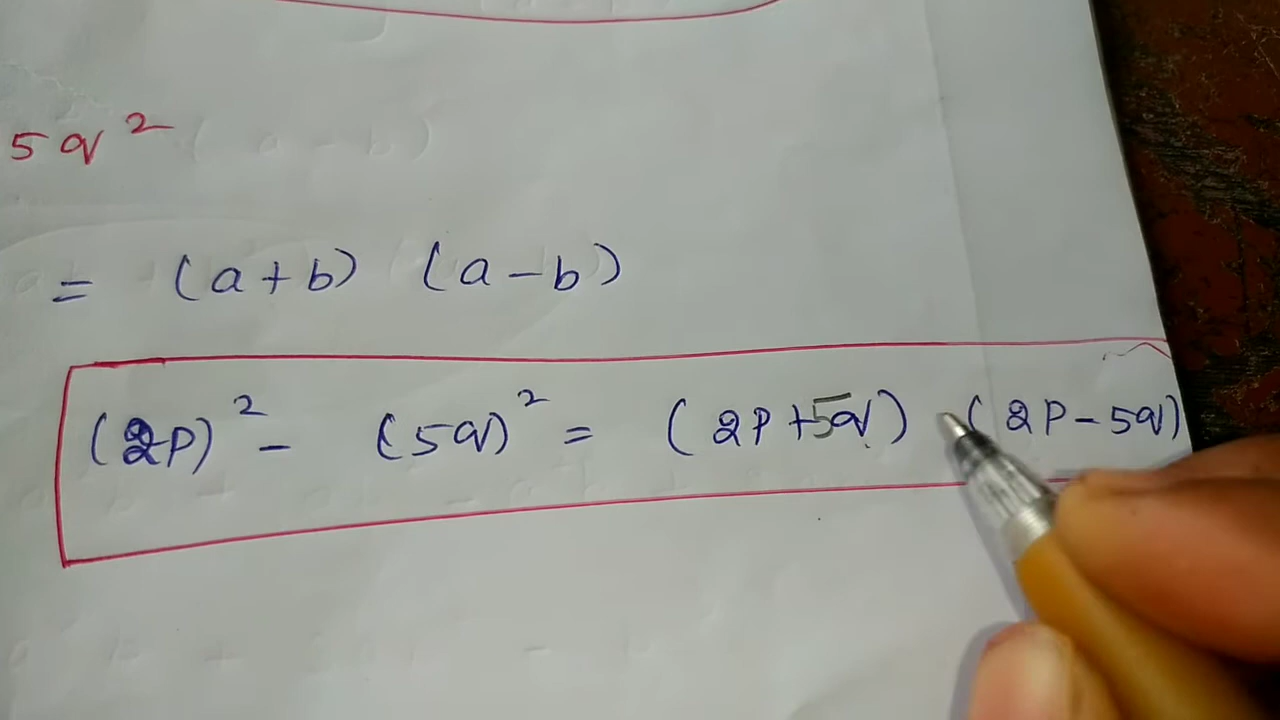 5q²
= (a+b) (a-b)
(2p)² - (5q)² = (2p+5q) (2p-5q)